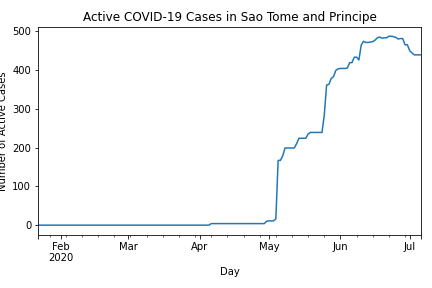 Active COVID-19 Cases in Sao Tome and Principe
Number of Active Cases
500
400
300
200
100
0
Feb
2020
Mar
Apr
May
Jun
Jul
Day